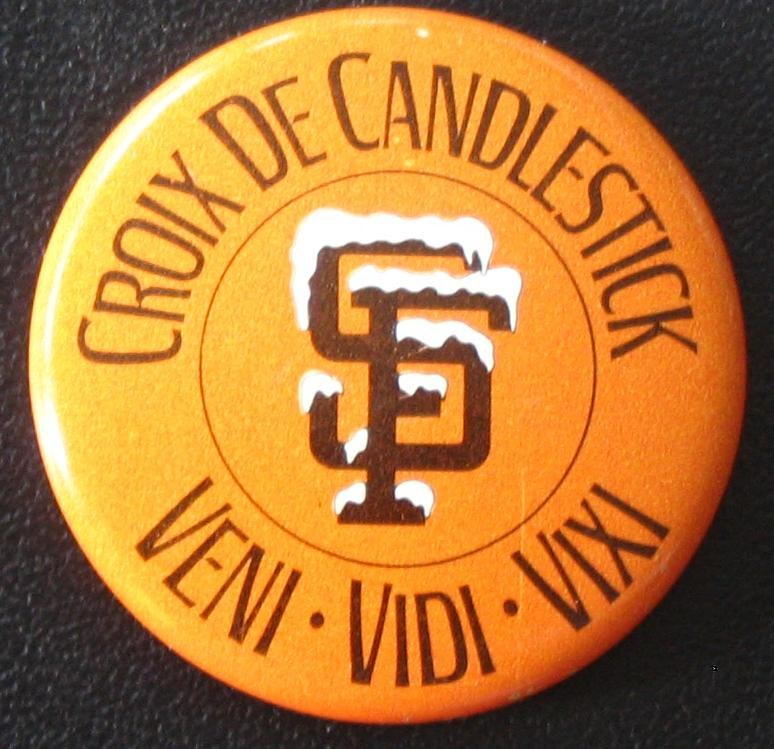 CROIX DE CANDLESTICK
SF
VENI · VIDI · VIXI